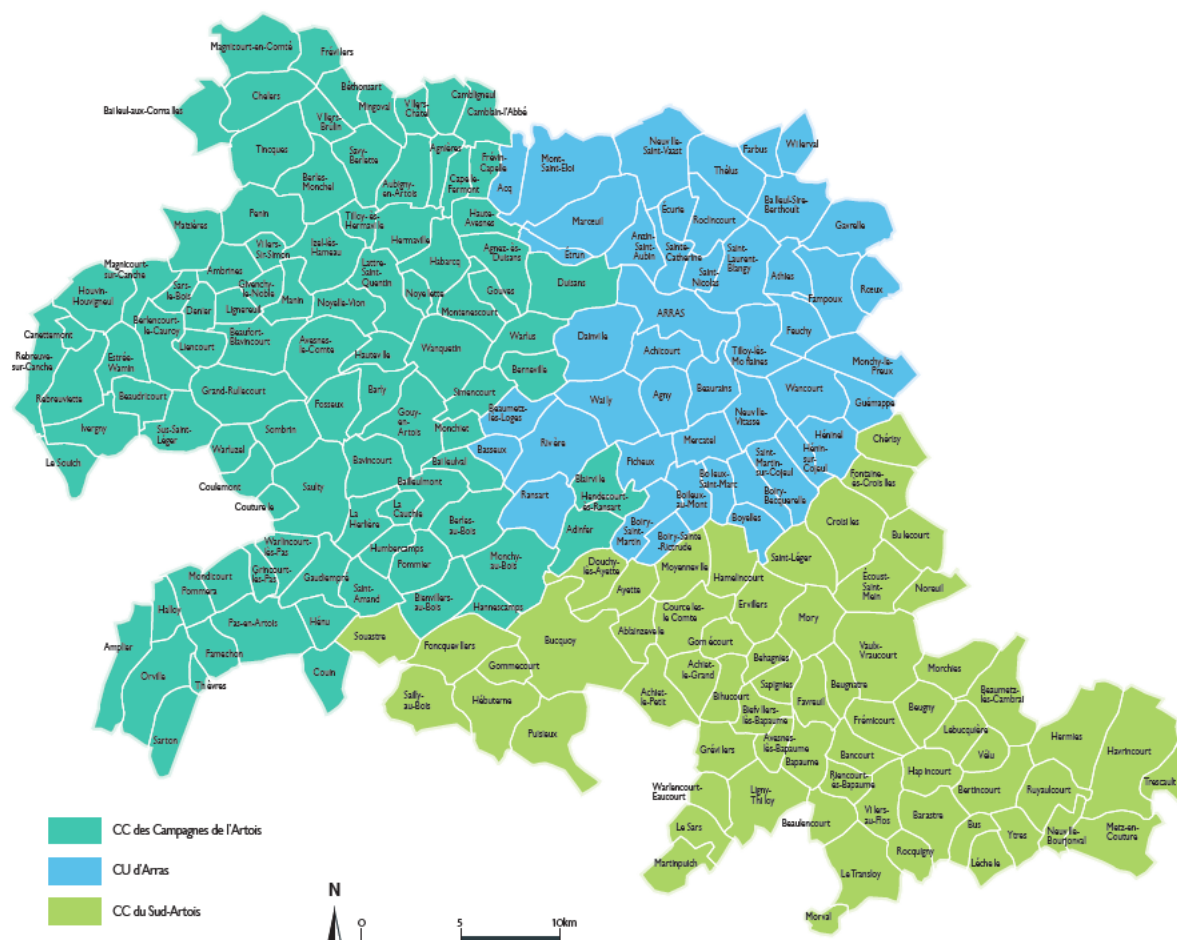 Magnicourt-en-Comté
Frévillers
Béthonsart
Chelers
Mingoval
Villers-
Châtel
Cambligneul
Camblain-l'Abbé
Bailleul-aux-Cornailles
Villers-
Brulin
Tincques
Savy-
Berlette
Agnières
Aubigny-
en-Artois
Capelle-
Fermont
Frévin-
Capelle
Acq
Mont-
Saint-Eloi
Neuville-
Saint-Vaast
Farbus
Willerval
Thélus
Berles-
Monchel
Bailleul-Sire-
Berthoult
Penin
Maizières
Tilloy-lès-
Hermaville
Hermaville
Haute-
Avesnes
Marœuil
Écurie
Roclincourt
Gavrelle
Villers-
Sir-Simon
Izel-lès-
Hameau
Habarcq
Agnez-lès-
Duisans
Étrun
Anzin-
Saint-
Aubin
Sainte-
Catherine
Saint-
Laurent-
Blangy
Saint-
Nicolas
Athies
Fampoux
Rœux
Magnicourt-
sur-Canche
Ambrines
Lattre-
Saint-
Quentin
Houvin-
Houvigneul
Sars-
le-Bois
Givenchy-
le-Noble
Manin
Noyelle-Vion
Noyellette
Gouves
Duisans
Denier
Lignereuil
Montenescourt
Berlencourt-
le-Cauroy
Beaufort-
Blavincourt
ARRAS
Feuchy
Canettemont
Liencourt
Avesnes-
le-Comte
Hauteville
Wanquetin
Warlus
Dainville
Achicourt
Tilloy-lès-
Mofflaines
Rebreuve-
sur-Canche
Estrée-
Wamin
Berneville
Monchy-le-
Preux
Rebreuviette
Beaudricourt
Grand-Rullecourt
Fosseux
Barly
Simencourt
Wailly
Agny
Beaurains
Wancourt
Guémappe
Ivergny
Sus-Saint-
Léger
Sombrin
Gouy-
en-
Artois
Monchiet
Beaumetz-
lès-Loges
Neuville-
Vitasse
Le Souich
Warluzel
Bavincourt
Bailleulval
Basseux
Rivière
Ficheux
Mercatel
Saint-
Martin-
sur-Cojeul
Héninel
Hénin-
sur-
Cojeul
Chérisy
Coulemont
Saulty
Bailleulmont
Blairville
Boisleux-
Saint-Marc
Boiry-
Becquerelle
Fontaine-
lès-Croisilles
Couturelle
La
Herlière
La
Cauchie
Berles-
au-Bois
Ransart
Hendecourt-
lès-Ransart
Boisleux-
au-Mont
Boyelles
Croisilles
Adinfer
Boiry-
Saint-
Martin
Boiry-Sainte
-Rictrude
Bullecourt
Warlincourt-
lès-Pas
Humbercamps
Pommier
Monchy-
au-Bois
Douchy-
lès-Ayette
Moyenneville
Saint-Léger
Mondicourt
Pommera
Grincourt-
lès-Pas
Gaudiempré
Saint-
Amand
Bienvillers-
au-Bois
Hannescamps
Ayette
Hamelincourt
Écoust-
Saint-
Mein
Noreuil
Halloy
Pas-en-Artois
Hénu
Courcelles-
le-Comte
Ervillers
Mory
Amplier
Souastre
Foncquevillers
Bucquoy
Ablainzevelle
Gomiécourt
Vaulx-
Vraucourt
Orville
Famechon
Thièvres
Couin
Gommecourt
Achiet-
le-Grand
Behagnies
Morchies
Sapignies
Beugnatre
Beaumetz-
lès-Cambrai
Sailly-
au-Bois
Hébuterne
Achiet-
le-Petit
Bihucourt
Biefvillers-
lès-Bapaume
Favreuil
Beugny
Sarton
Puisieux
Frémicourt
Lebucquière
Hermies
Havrincourt
Grévillers
Avesnes-
lès-Bapaume
Bapaume
Bancourt
Vélu
Haplincourt
Trescault
Warlencourt-
Eaucourt
Ligny-
Thilloy
Riencourt-
lès-Bapaume
Bertincourt
Ruyaulcourt
Beaulencourt
Villers-
au-Flos
Barastre
Bus
Ytres
Neuville-
Bourjonval
Metz-en-
Couture
Le Sars
Martinpuich
Rocquigny
Léchelle
Le Transloy
Morval
CC des Campagnes de l'Artois
CU d'Arras
CC du Sud-Artois
N
0 5 10km